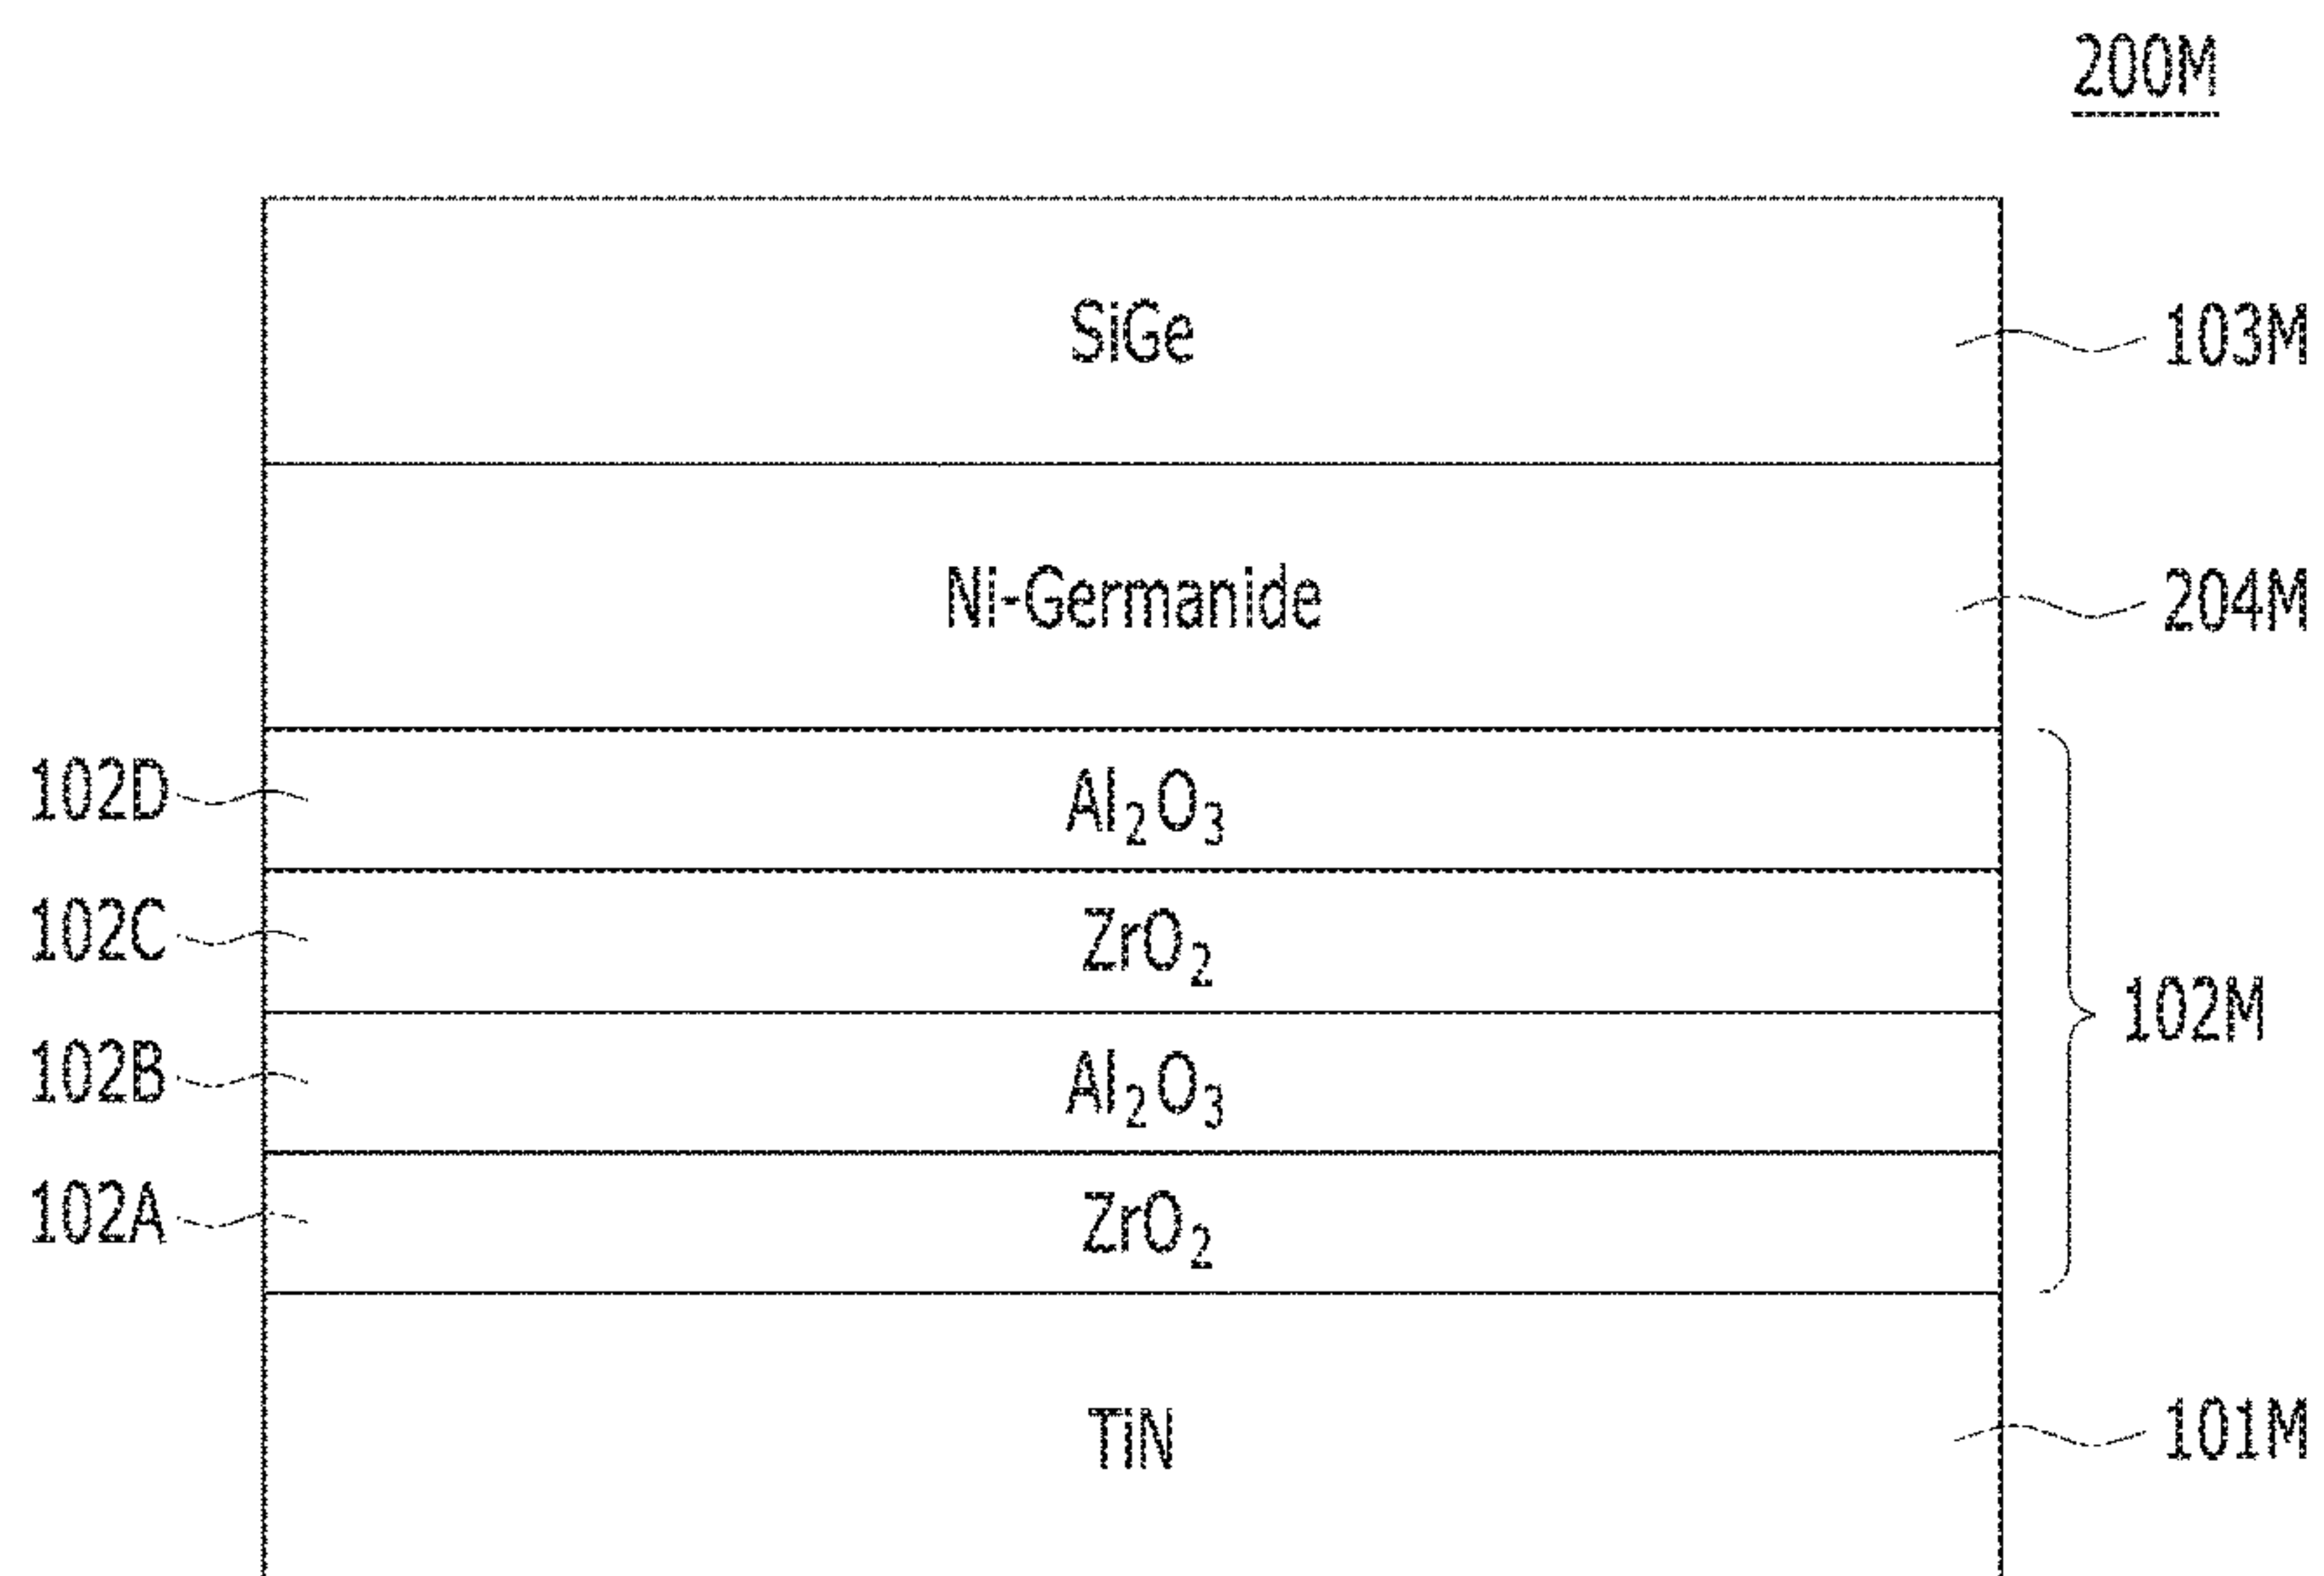 200M
SiGe
103M
Ni-Germanide
204M
102D
Al₂O₃
102C
ZrO₂
102M
102B
Al₂O₃
102A
ZrO₂
TiN
101M